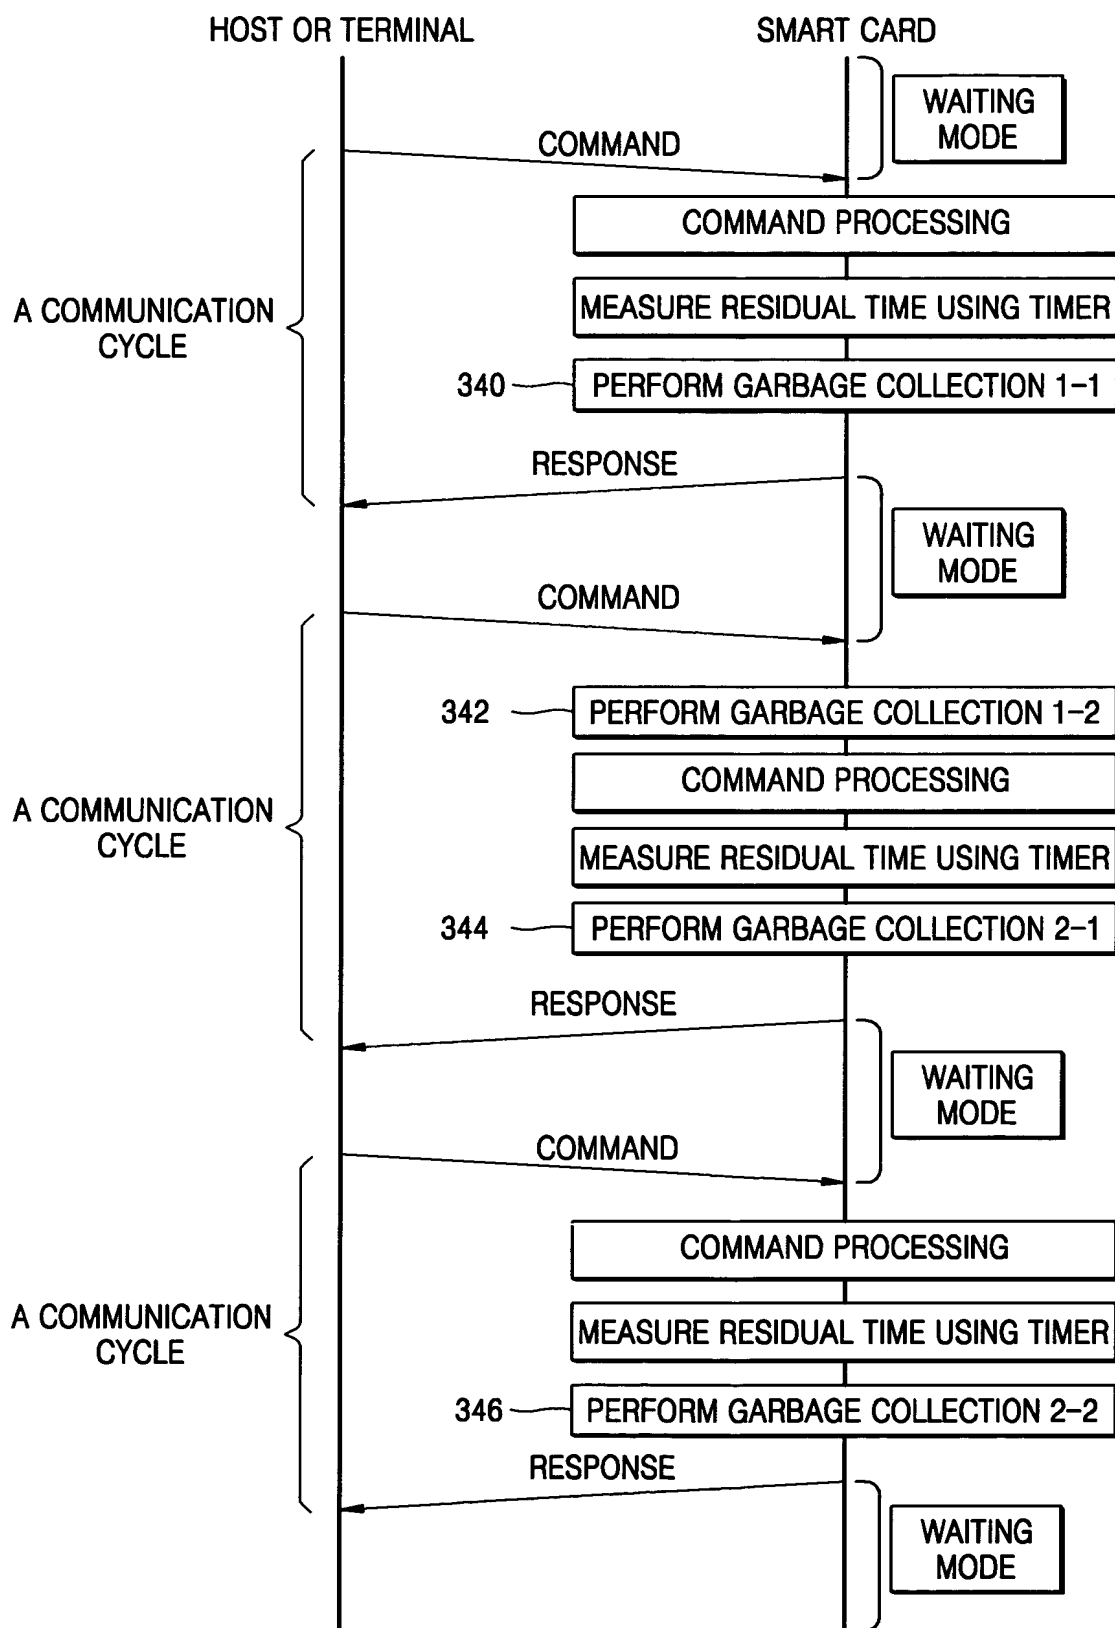 HOST OR TERMINAL
SMART CARD
WAITING
MODE
COMMAND
COMMAND PROCESSING
A COMMUNICATION
CYCLE
MEASURE RESIDUAL TIME USING TIMER
340
PERFORM GARBAGE COLLECTION 1-1
RESPONSE
WAITING
MODE
COMMAND
342
PERFORM GARBAGE COLLECTION 1-2
COMMAND PROCESSING
A COMMUNICATION
CYCLE
MEASURE RESIDUAL TIME USING TIMER
344
PERFORM GARBAGE COLLECTION 2-1
RESPONSE
WAITING
MODE
COMMAND
COMMAND PROCESSING
A COMMUNICATION
CYCLE
MEASURE RESIDUAL TIME USING TIMER
346
PERFORM GARBAGE COLLECTION 2-2
RESPONSE
WAITING
MODE